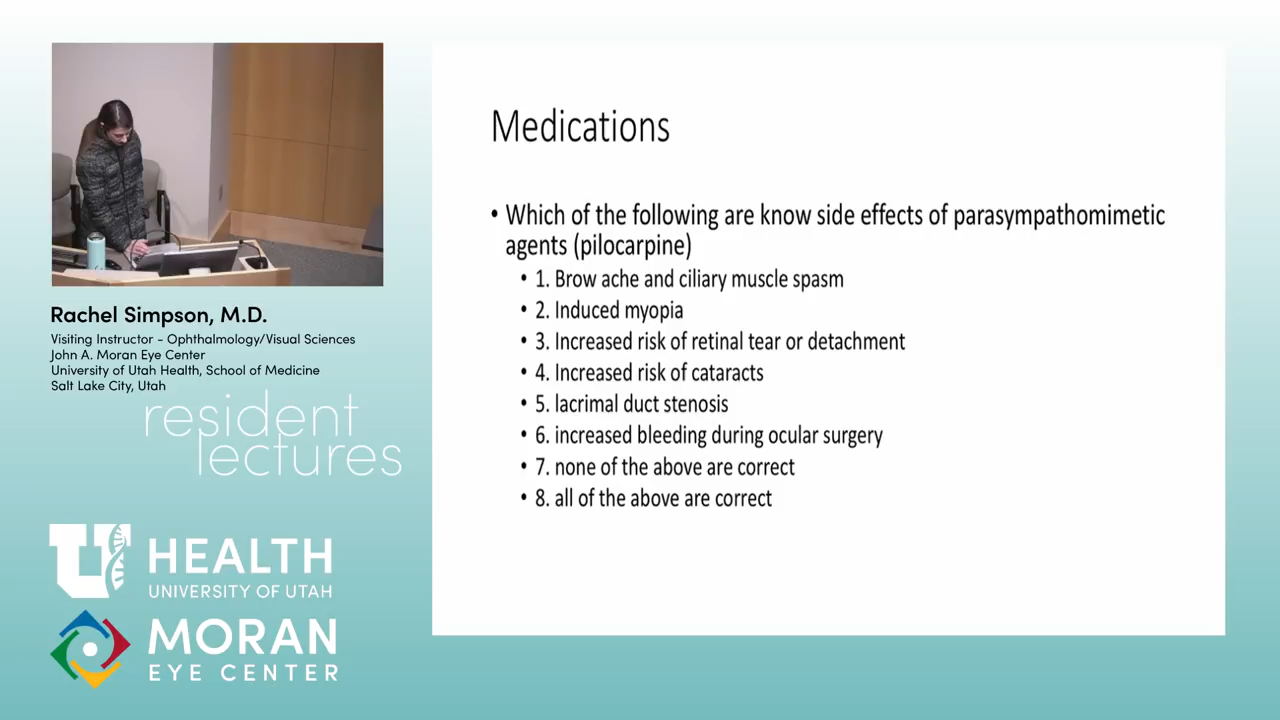 Medications
• Which of the following are know side effects of parasympathomimetic
agents (pilocarpine)
• 1. Brow ache and ciliary muscle spasm
• 2. Induced myopia
• 3. Increased risk of retinal tear or detachment
• 4. Increased risk of cataracts
• 5. lacrimal duct stenosis
• 6. increased bleeding during ocular surgery
• 7. none of the above are correct
• 8. all of the above are correct
Rachel Simpson, M.D.
Visiting Instructor - Ophthalmology/Visual Sciences
John A. Moran Eye Center
University of Utah Health, School of Medicine
Salt Lake City, Utah
resident
lectures
U HEALTH
UNIVERSITY OF UTAH
MORAN
EYE CENTER